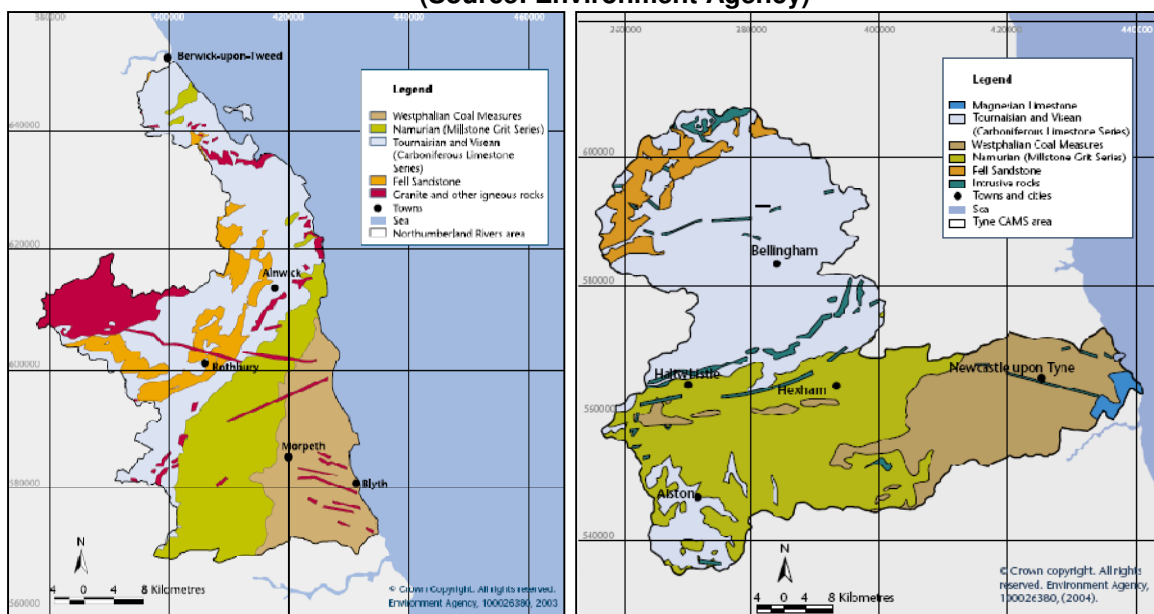 (Source: Environment Agency)
380000
400000
420000
440000
460000
640000
620000
600000
580000
560000
Berwick-upon-Tweed
Alnwick
Rothbury
Morpeth
Blyth
Legend
Westphalian Coal Measures
Namurian (Millstone Grit Series)
Tournaisian and Visean
(Carboniferous Limestone
Series)
Fell Sandstone
Granite and other igneous rocks
Towns
Sea
Northumberland Rivers area
N
4 0 4 8 Kilometres
© Crown copyright. All rights reserved.
Environment Agency, 100026380, 2003
380000
400000
420000
440000
600000
580000
560000
540000
Bellingham
Haltwhistle
Hexham
Newcastle upon Tyne
Alston
Legend
Magnesian Limestone
Tournaisian and Visean
(Carboniferous Limestone Series)
Westphalian Coal Measures
Namurian (Millstone Grit Series)
Fell Sandstone
Intrusive rocks
Towns and cities
Sea
Tyne CAMS area
N
4 0 4 8 Kilometres
© Crown copyright. All rights
reserved. Environment Agency,
100026380, (2004).